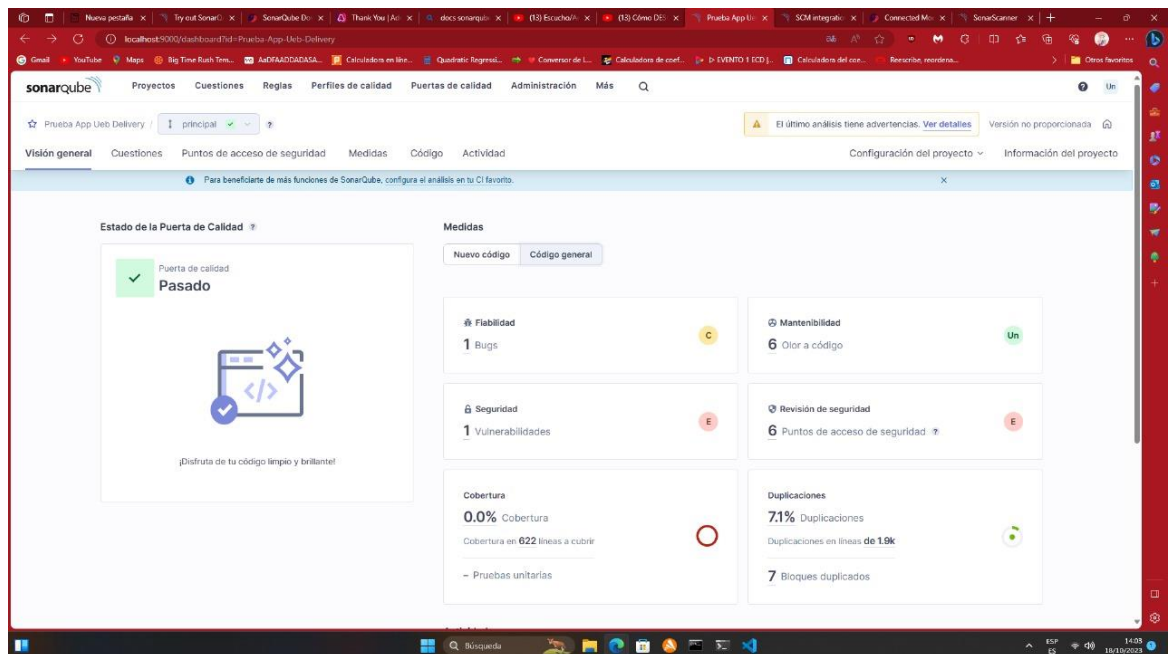 Nueva pestaña
Try out SonarQ
SonarQube Do
Thank You | Ad
docs sonarqube
(13) Escucho/A
(13) Cómo DES
Prueba App Ue
SCM integratio
Connected Mo
SonarScanner
localhost:9000/dashboard?id=Prueba-App-Ueb-Delivery
Gmail
YouTube
Maps
Big Time Rush Tem...
AaDFAADDADASA...
Calculadora en líne...
Quadratic Regressi...
Conversor de L...
Calculadora de coef...
EVENTO 1 ECD |...
Calculadora del coe...
Reescribe, reordena...
Otros favoritos
sonarqube Proyectos Cuestiones Reglas Perfiles de calidad Puertas de calidad Administración Más Un
Prueba App Ueb Delivery / principal ?
El último análisis tiene advertencias. Ver detalles Versión no proporcionada
Visión general Cuestiones Puntos de acceso de seguridad Medidas Código Actividad Configuración del proyecto Información del proyecto
Para beneficiarte de más funciones de SonarQube, configura el análisis en tu CI favorito.
Estado de la Puerta de Calidad ?
Puerta de calidad
Pasado
¡Disfruta de tu código limpio y brillante!
Medidas
Nuevo código Código general
Fiabilidad
1 Bugs
C
Mantenibilidad
6 Olor a código
Un
Seguridad
1 Vulnerabilidades
E
Revisión de seguridad
6 Puntos de acceso de seguridad ?
E
Cobertura
0.0% Cobertura
Cobertura en 622 líneas a cubrir
– Pruebas unitarias
Duplicaciones
7.1% Duplicaciones
Duplicaciones en líneas de 1.9k
7 Bloques duplicados
Búsqueda
ESP
ES
14:03
18/10/2023